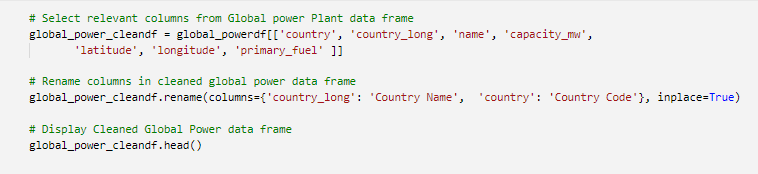 # Select relevant columns from Global power Plant data frame
global_power_cleandf = global_powerdf[['country', 'country_long', 'name', 'capacity_mw',
'latitude', 'longitude', 'primary_fuel' ]]
# Rename columns in cleaned global power data frame
global_power_cleandf.rename(columns={'country_long': 'Country Name',  'country': 'Country Code'}, inplace=True)
# Display Cleaned Global Power data frame
global_power_cleandf.head()